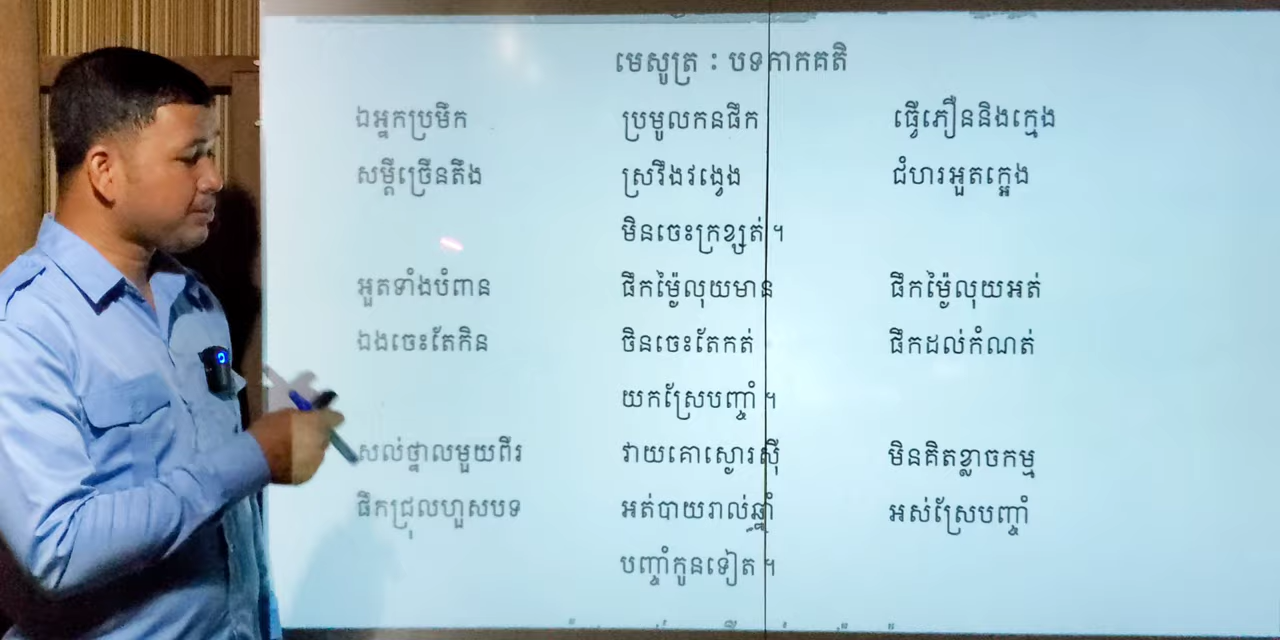 មេសូត្រ ៖ បទកាកគតិ
ឯអ្នកប្រមឹក ប្រមូលកនផឹក ធ្វើភឿននិងក្មេង
សម្ដីច្រើនតឹង ស្រវឹងវង្វេង ជំហរអួតក្អេង
មិនចេះក្រខ្សត់ ។
អួតទាំងបំពាន ផឹកម្ល៉ៃលុយមាន ផឹកម្ល៉ៃលុយអត់
ឯងចេះតែកិន ចិនចេះតែកត់ ផឹកដល់កំណត់
យកស្រែបញ្ចាំ ។
សល់ថ្នាលមួយពីរ វាយគោស្លោរស៊ី មិនគិតខ្លាចកម្ម
ផឹកជ្រុលហួសបទ អត់បាយរាល់ឆ្នាំ អស់ស្រែបញ្ចាំ
បញ្ចាំកូនទៀត ។